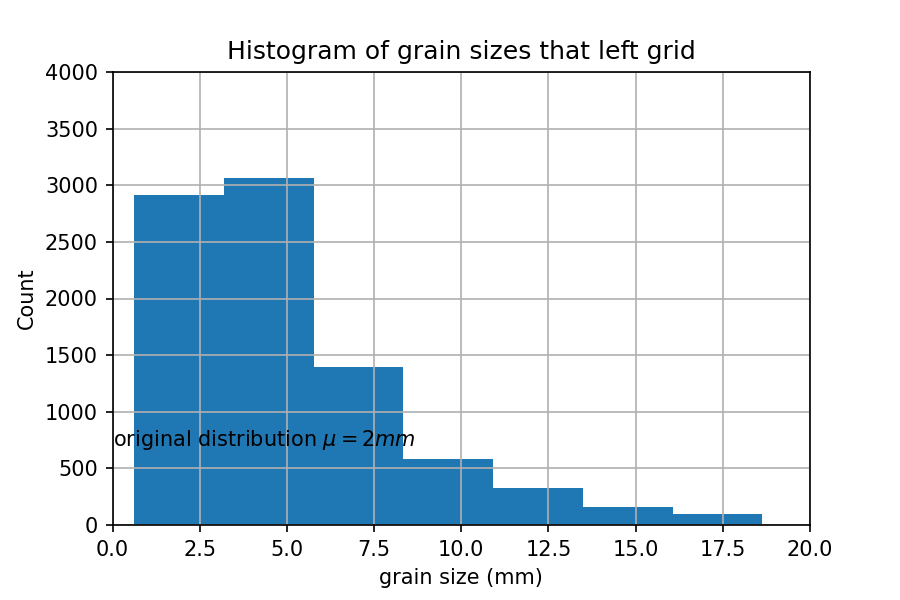 Histogram of grain sizes that left grid
4000
3500
3000
2500
2000
1500
1000
500
0
Count
original distribution μ = 2mm
0.0 2.5 5.0 7.5 10.0 12.5 15.0 17.5 20.0
grain size (mm)